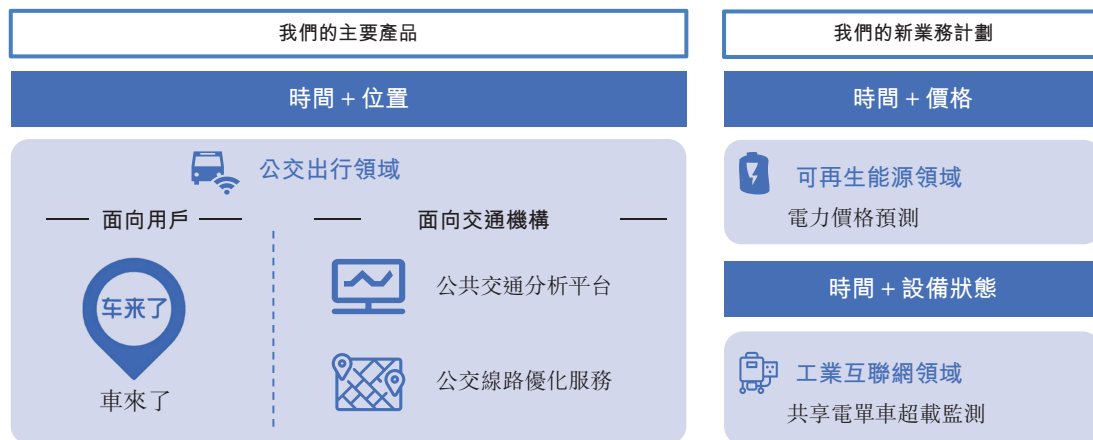 我們的主要產品
時間 + 位置
公交出行領域
面向用戶
车来了
車來了
面向交通機構
公共交通分析平台
公交線路優化服務
我們的新業務計劃
時間 + 價格
可再生能源領域
電力價格預測
時間 + 設備狀態
工業互聯網領域
共享電單車超載監測